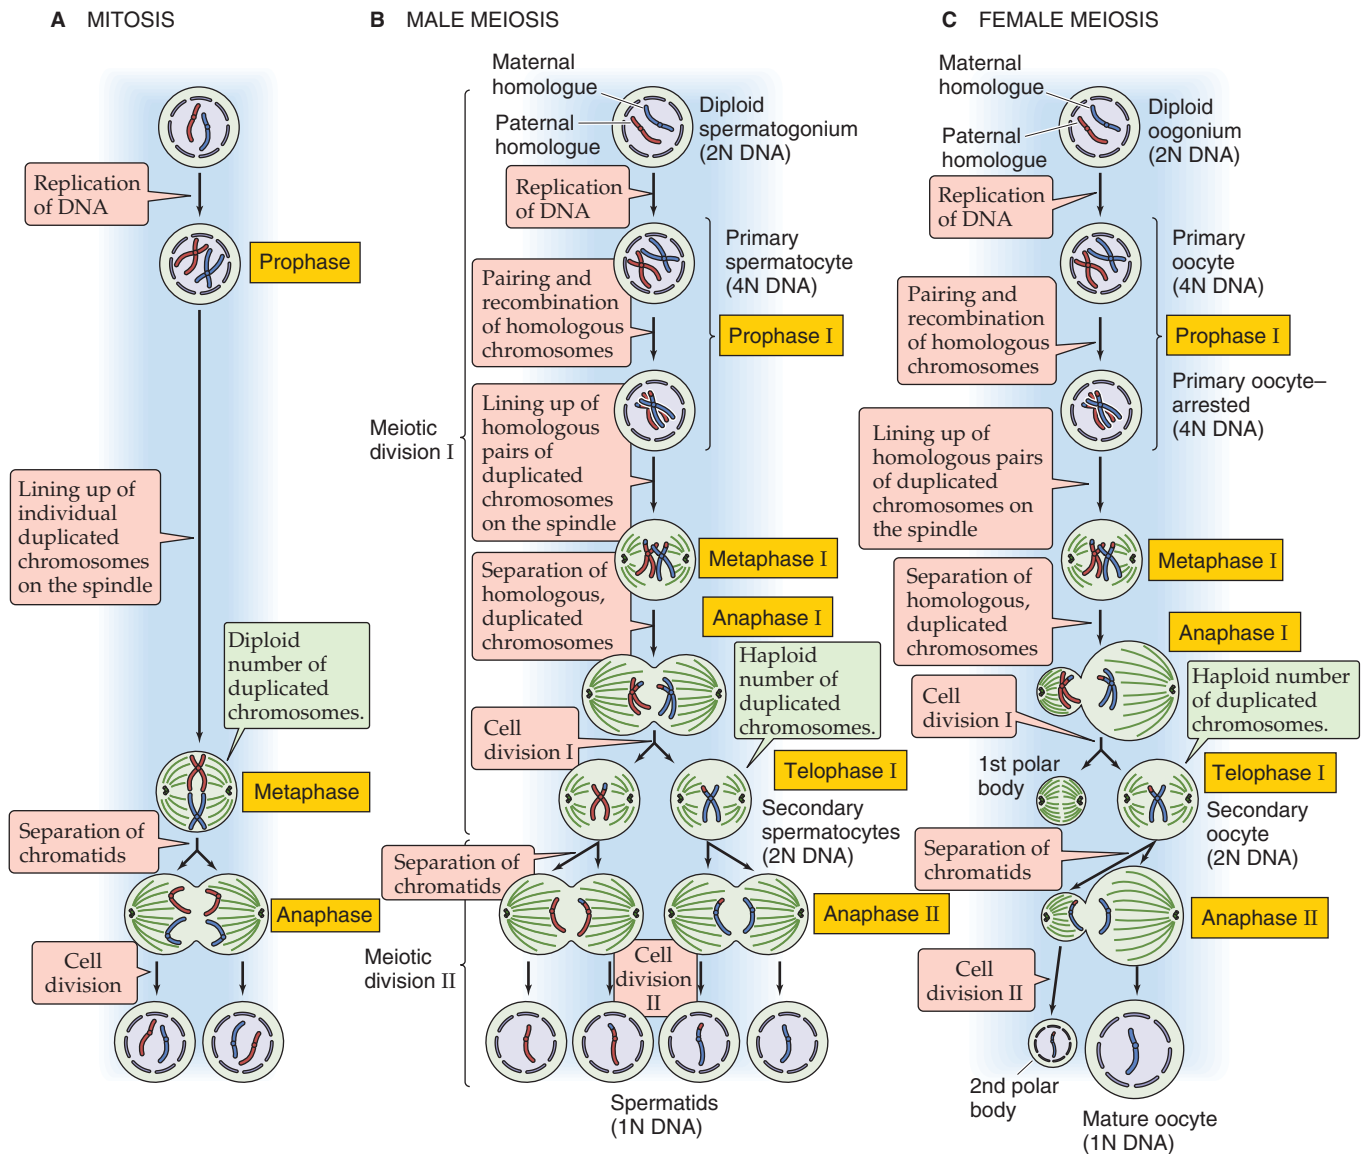 A MITOSIS
Replication
of DNA
Prophase
Lining up of
individual
duplicated
chromosomes
on the spindle
Diploid
number of
duplicated
chromosomes.
Metaphase
Separation of
chromatids
Anaphase
Cell
division
B MALE MEIOSIS
Maternal
homologue
Paternal
homologue
Diploid
spermatogonium
(2N DNA)
Replication
of DNA
Primary
spermatocyte
(4N DNA)
Pairing and
recombination
of homologous
chromosomes
Prophase I
Lining up of
homologous
pairs of
duplicated
chromosomes
on the spindle
Meiotic
division I
Metaphase I
Separation of
homologous,
duplicated
chromosomes
Anaphase I
Haploid
number of
duplicated
chromosomes.
Cell
division I
Telophase I
Secondary
spermatocytes
(2N DNA)
Separation of
chromatids
Anaphase II
Meiotic
division II
Cell
division
II
Spermatids
(1N DNA)
C FEMALE MEIOSIS
Maternal
homologue
Paternal
homologue
Diploid
oogonium
(2N DNA)
Replication
of DNA
Primary
oocyte
(4N DNA)
Pairing and
recombination
of homologous
chromosomes
Prophase I
Primary oocyte–
arrested
(4N DNA)
Lining up of
homologous pairs
of duplicated
chromosomes on
the spindle
Metaphase I
Separation of
homologous,
duplicated
chromosomes
Anaphase I
Haploid number
of duplicated
chromosomes.
Cell
division I
1st polar
body
Telophase I
Secondary
oocyte
(2N DNA)
Separation of
chromatids
Anaphase II
Cell
division II
2nd polar
body
Mature oocyte
(1N DNA)